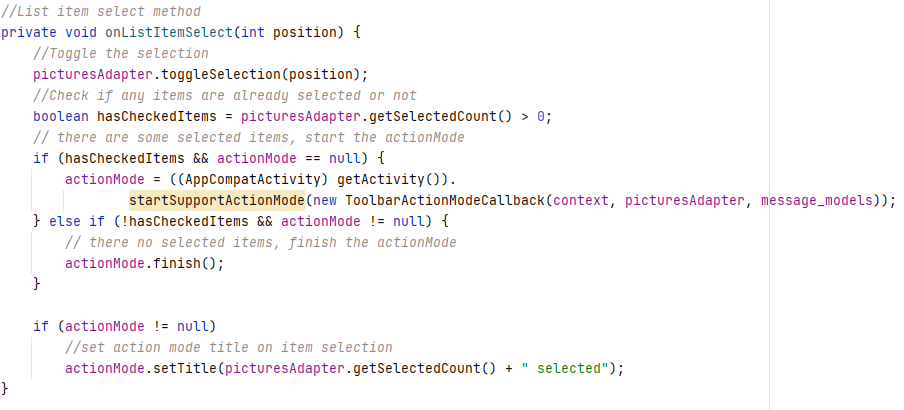 //List item select method
private void onListItemSelect(int position) {
    //Toggle the selection
    picturesAdapter.toggleSelection(position);
    //Check if any items are already selected or not
    boolean hasCheckedItems = picturesAdapter.getSelectedCount() > 0;
    // there are some selected items, start the actionMode
    if (hasCheckedItems && actionMode == null) {
        actionMode = ((AppCompatActivity) getActivity()).
                startSupportActionMode(new ToolbarActionModeCallback(context, picturesAdapter, message_models));
    } else if (!hasCheckedItems && actionMode != null) {
        // there no selected items, finish the actionMode
        actionMode.finish();
    }

    if (actionMode != null)
        //set action mode title on item selection
        actionMode.setTitle(picturesAdapter.getSelectedCount() + " selected");
}